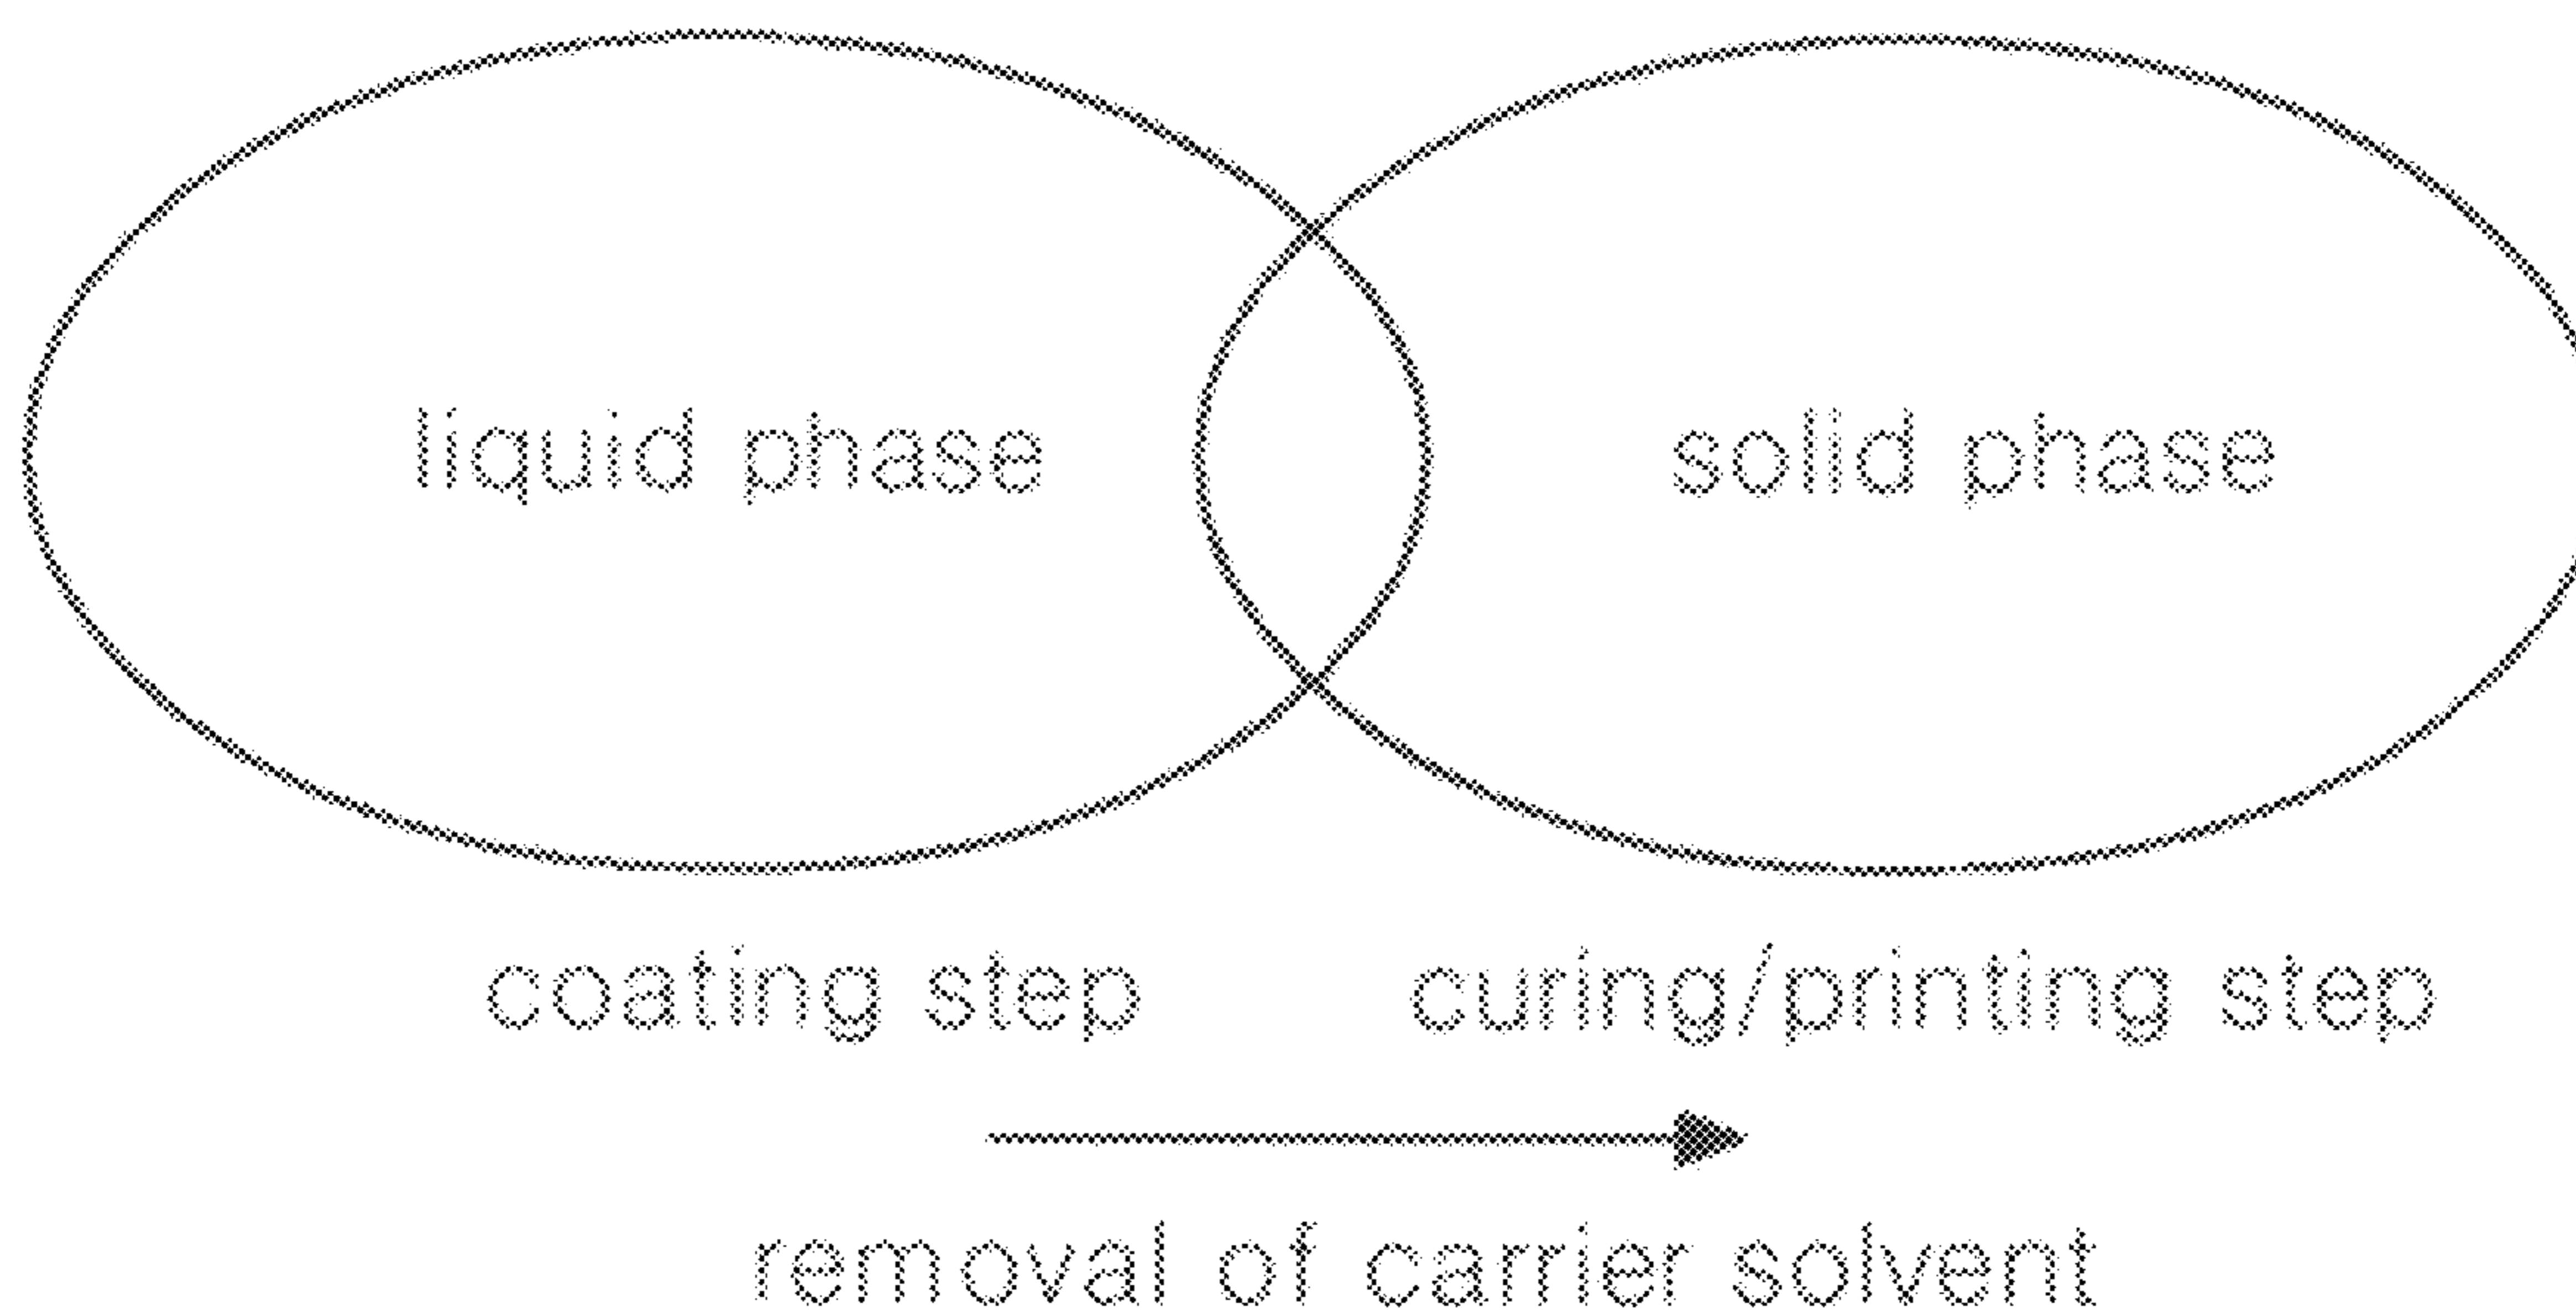 liquid phase solid phase
coating step curing/printing step
removal of carrier solvent